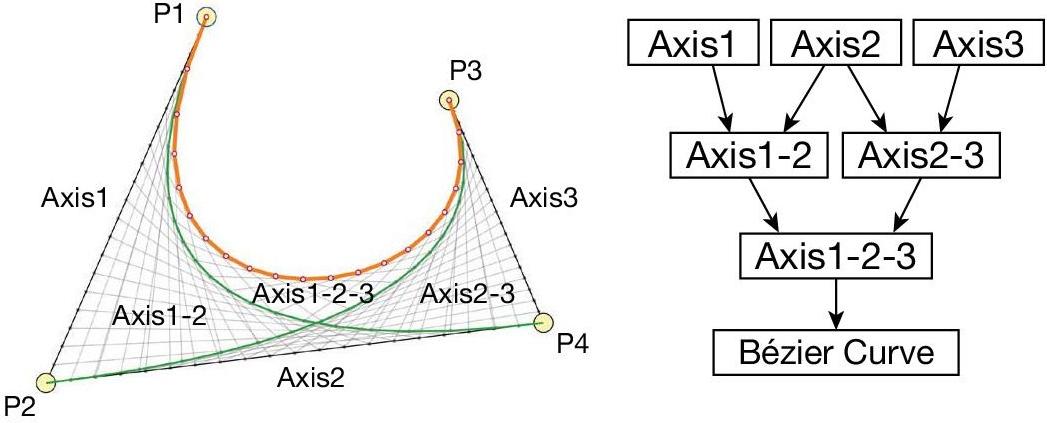 P1
P3
Axis1
Axis3
Axis1-2-3
Axis2-3
Axis1-2
P4
Axis2
P2
Axis1
Axis2
Axis3
Axis1-2
Axis2-3
Axis1-2-3
Bézier Curve